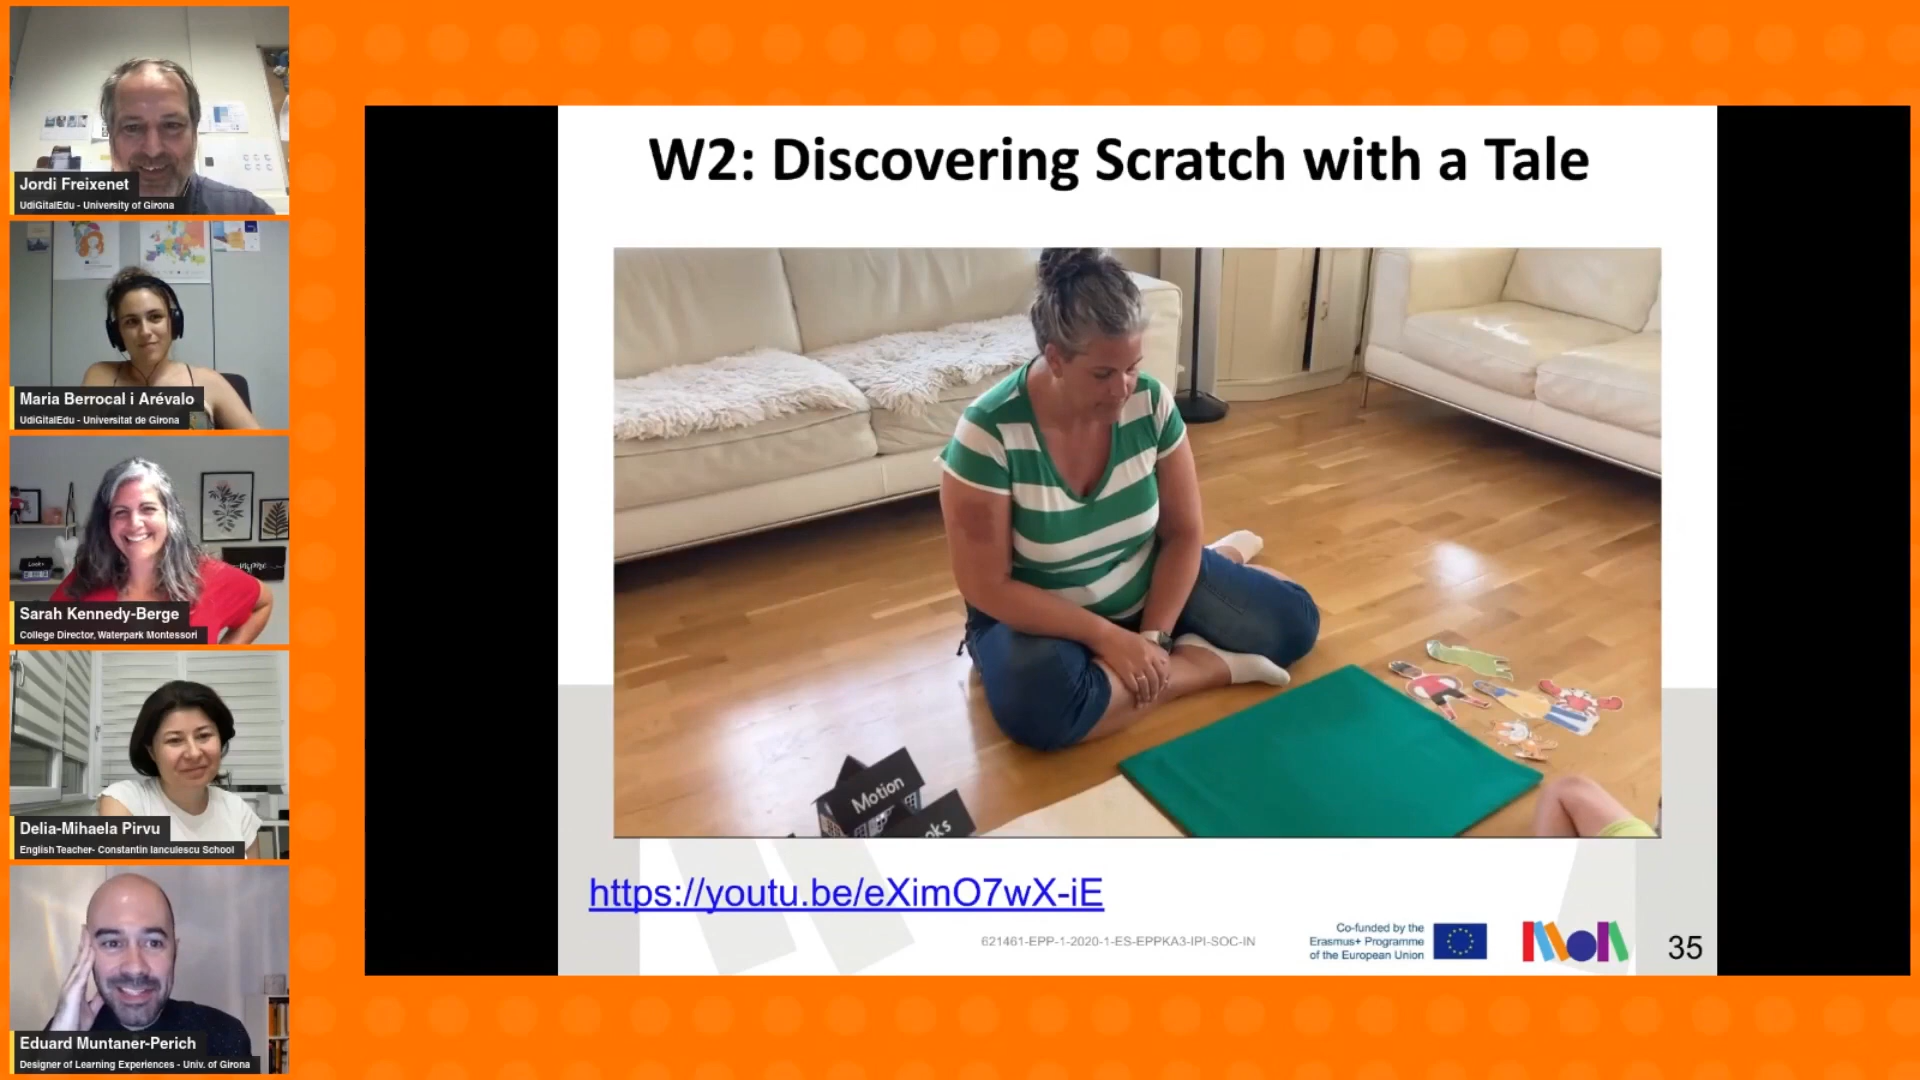 Jordi Freixenet
UdiGitalEdu - University of Girona
Maria Berrocal i Arévalo
UdiGitalEdu - Universitat de Girona
Looks
Sarah Kennedy-Berge
College Director, Waterpark Montessori
Delia-Mihaela Pirvu
English Teacher- Constantin Ianculescu School
Eduard Muntaner-Perich
Designer of Learning Experiences - Univ. of Girona
W2: Discovering Scratch with a Tale
Motion
oks
https://youtu.be/eXimO7wX-iE
621461-EPP-1-2020-1-ES-EPPKA3-IPI-SOC-IN
Co-funded by the
Erasmus+ Programme
of the European Union
35